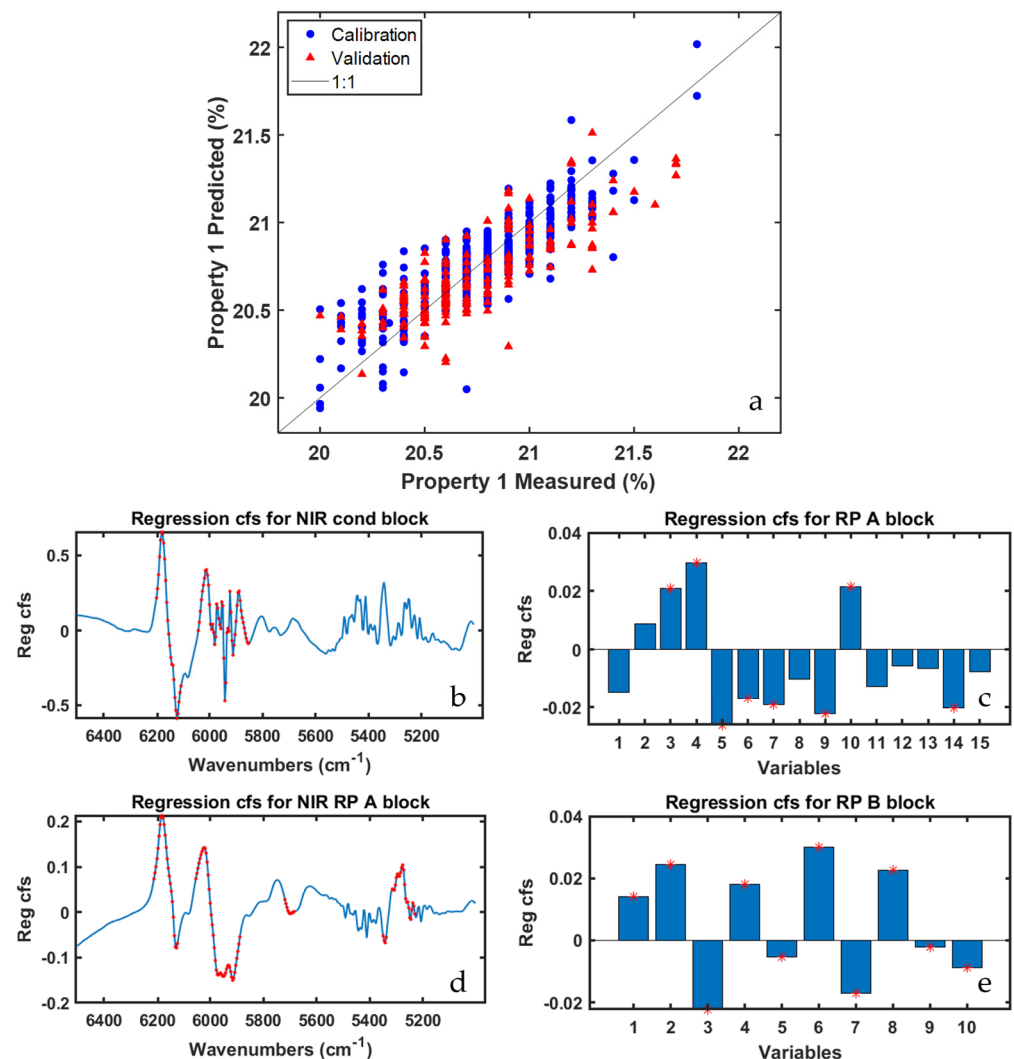 22
21.5
21
20.5
20
Property 1 Predicted (%)
Calibration
Validation
1:1
a
20 20.5 21 21.5 22
Property 1 Measured (%)
Regression cfs for NIR cond block
0.5
0
-0.5
Reg cfs
b
6400 6200 6000 5800 5600 5400 5200
Wavenumbers (cm-1)
Regression cfs for RP A block
0.04
0.02
0
-0.02
Reg cfs
c
1 2 3 4 5 6 7 8 9 10 11 12 13 14 15
Variables
Regression cfs for NIR RP A block
0.2
0.1
0
-0.1
-0.2
Reg cfs
d
6400 6200 6000 5800 5600 5400 5200
Wavenumbers (cm-1)
Regression cfs for RP B block
0.04
0.02
0
-0.02
Reg cfs
e
1 2 3 4 5 6 7 8 9 10
Variables